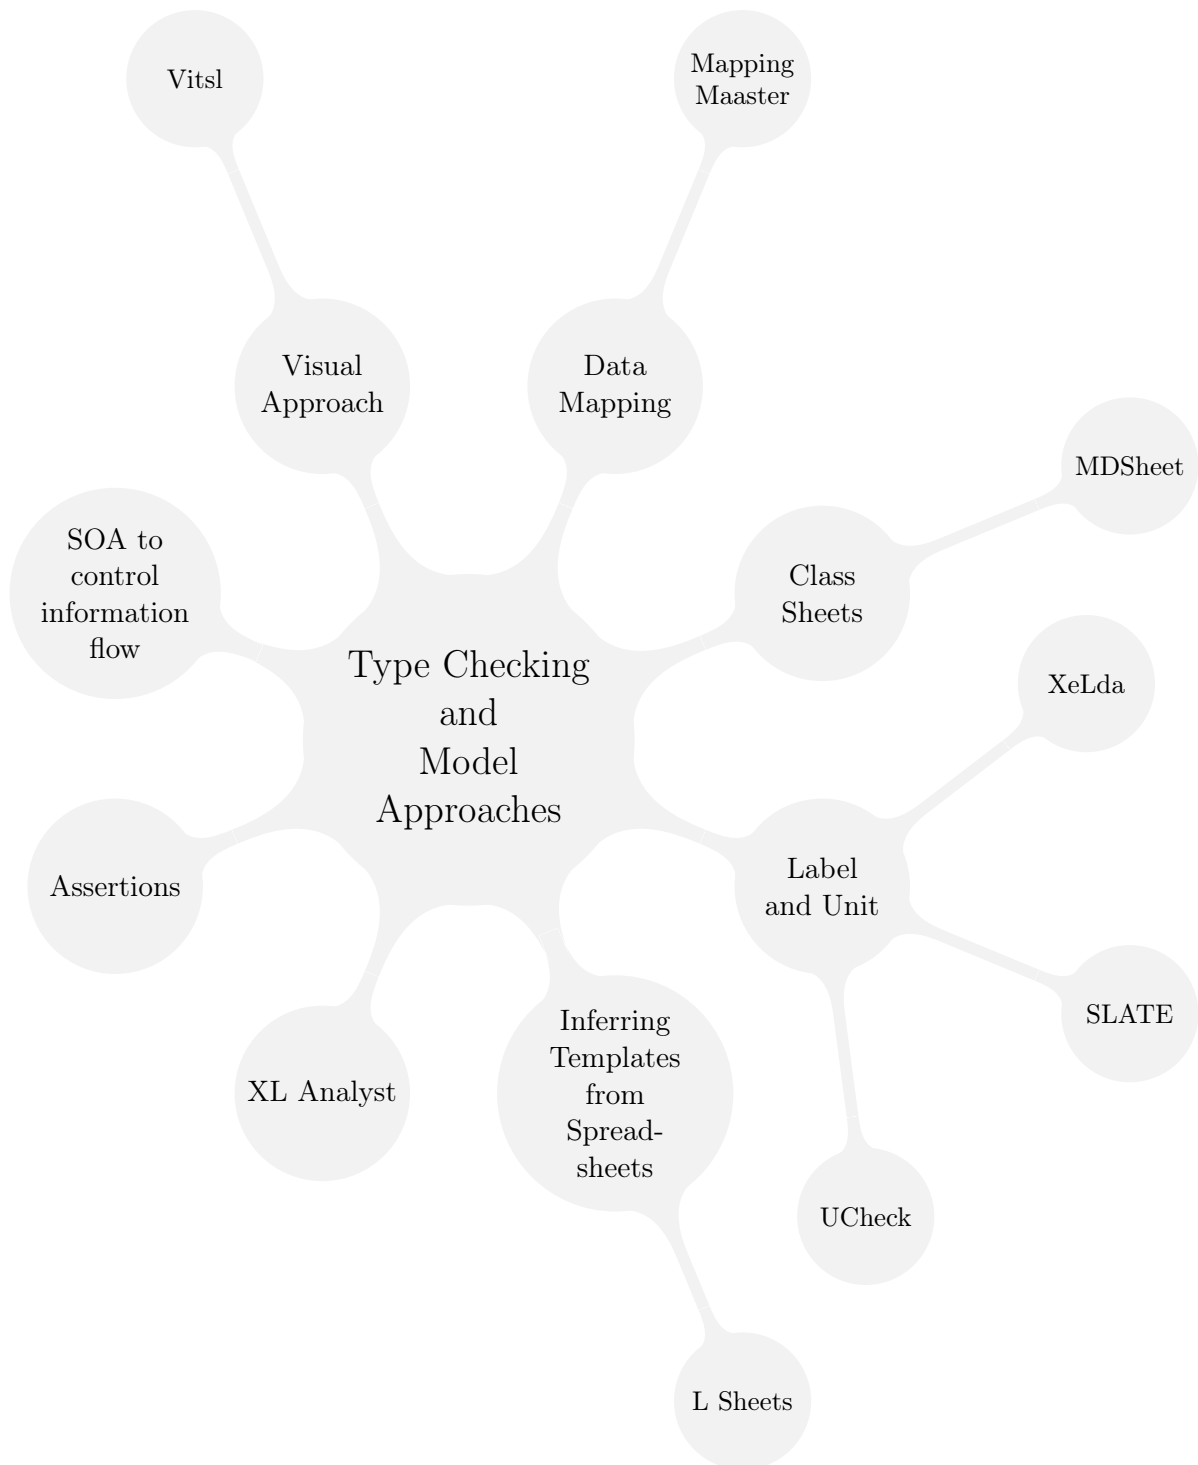 Vitsl
Mapping
Maaster
Visual
Approach
Data
Mapping
MDSheet
SOA to
control
information
flow
Class
Sheets
Type Checking
and
Model
Approaches
XeLda
Assertions
Label
and Unit
SLATE
XL Analyst
Inferring
Templates
from
Spread-
sheets
UCheck
L Sheets